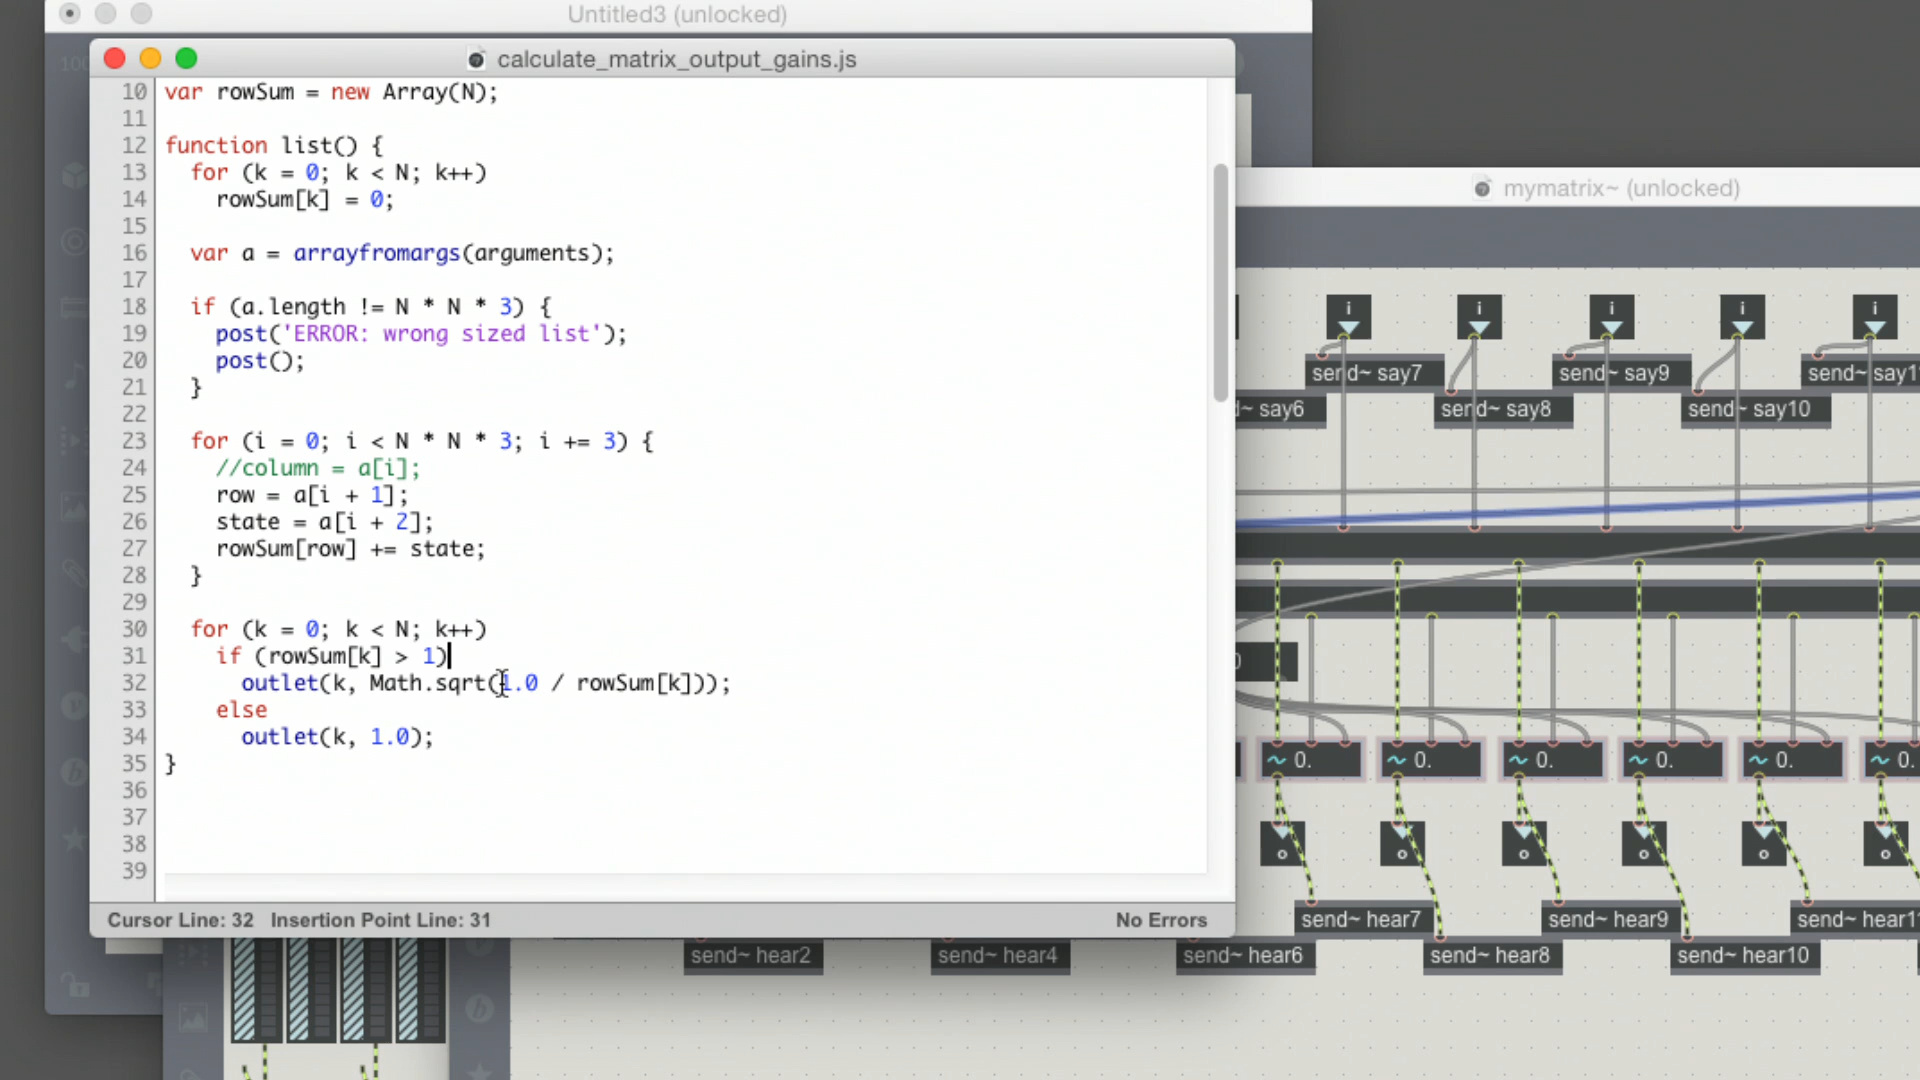 Untitled3 (unlocked)
calculate_matrix_output_gains.js
10 var rowSum = new Array(N);
11
12 function list() {
13 for (k = 0; k < N; k++)
14 rowSum[k] = 0;
15
16 var a = arrayfromargs(arguments);
17
18 if (a.length != N * N * 3) {
19 post('ERROR: wrong sized list');
20 post();
21 }
22
23 for (i = 0; i < N * N * 3; i += 3) {
24 //column = a[i];
25 row = a[i + 1];
26 state = a[i + 2];
27 rowSum[row] += state;
28 }
29
30 for (k = 0; k < N; k++)
31 if (rowSum[k] > 1)
32 outlet(k, Math.sqrt(1.0 / rowSum[k]));
33 else
34 outlet(k, 1.0);
35 }
36
37
38
39
Cursor Line: 32 Insertion Point Line: 31 No Errors
mymatrix~ (unlocked)
i i i i i
send~ say7 send~ say9
say6 send~ say8 send~ say10
~ 0. ~ 0. ~ 0. ~ 0. ~ 0. ~ 0.
o o o o o o
send~ hear7 send~ hear9
send~ hear2 send~ hear4 send~ hear6 send~ hear8 send~ hear10